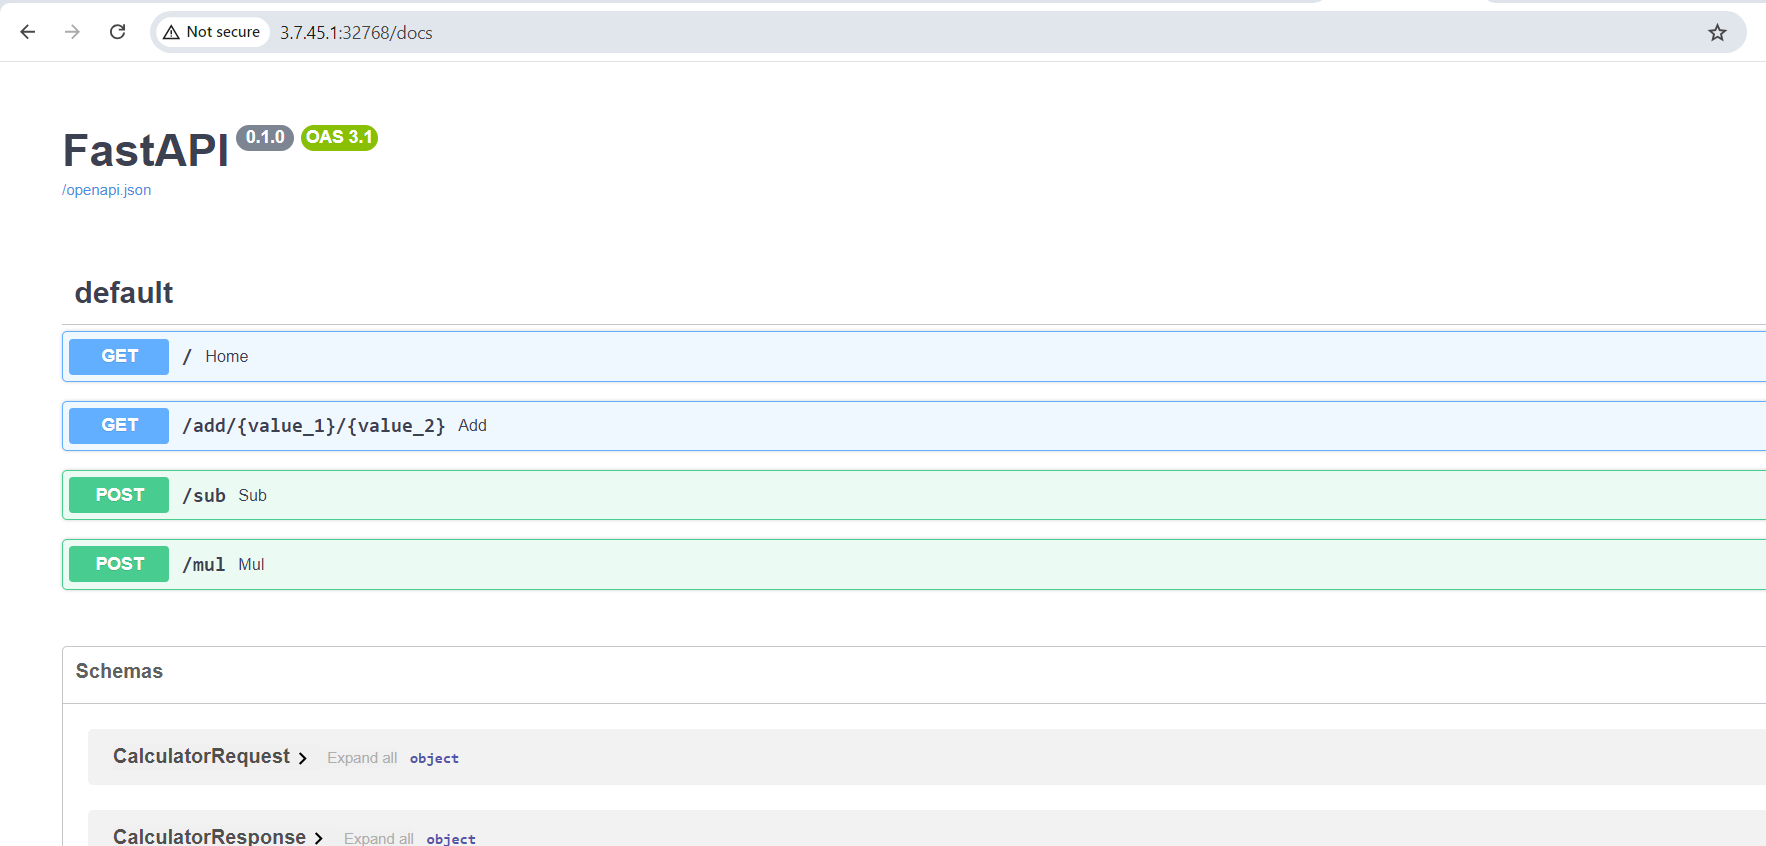 Not secure 3.7.45.1:32768/docs
FastAPI 0.1.0 OAS 3.1
/openapi.json
default
GET / Home
GET /add/{value_1}/{value_2} Add
POST /sub Sub
POST /mul Mul
Schemas
CalculatorRequest Expand all object
CalculatorResponse Expand all object